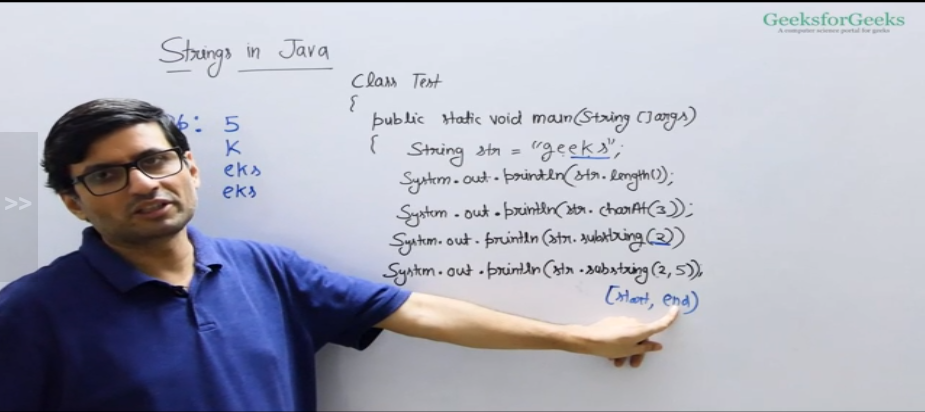 GeeksforGeeks
A computer science portal for geeks
Strings in Java
Class Test
{
public static void main(String []args)
{ String str = "geeks";
System.out.println(str.length());
System.out.println(str.charAt(3));
System.out.println(str.substring(2))
System.out.println(str.substring(2,5));
[start, end)
5
K
eks
eks
>>